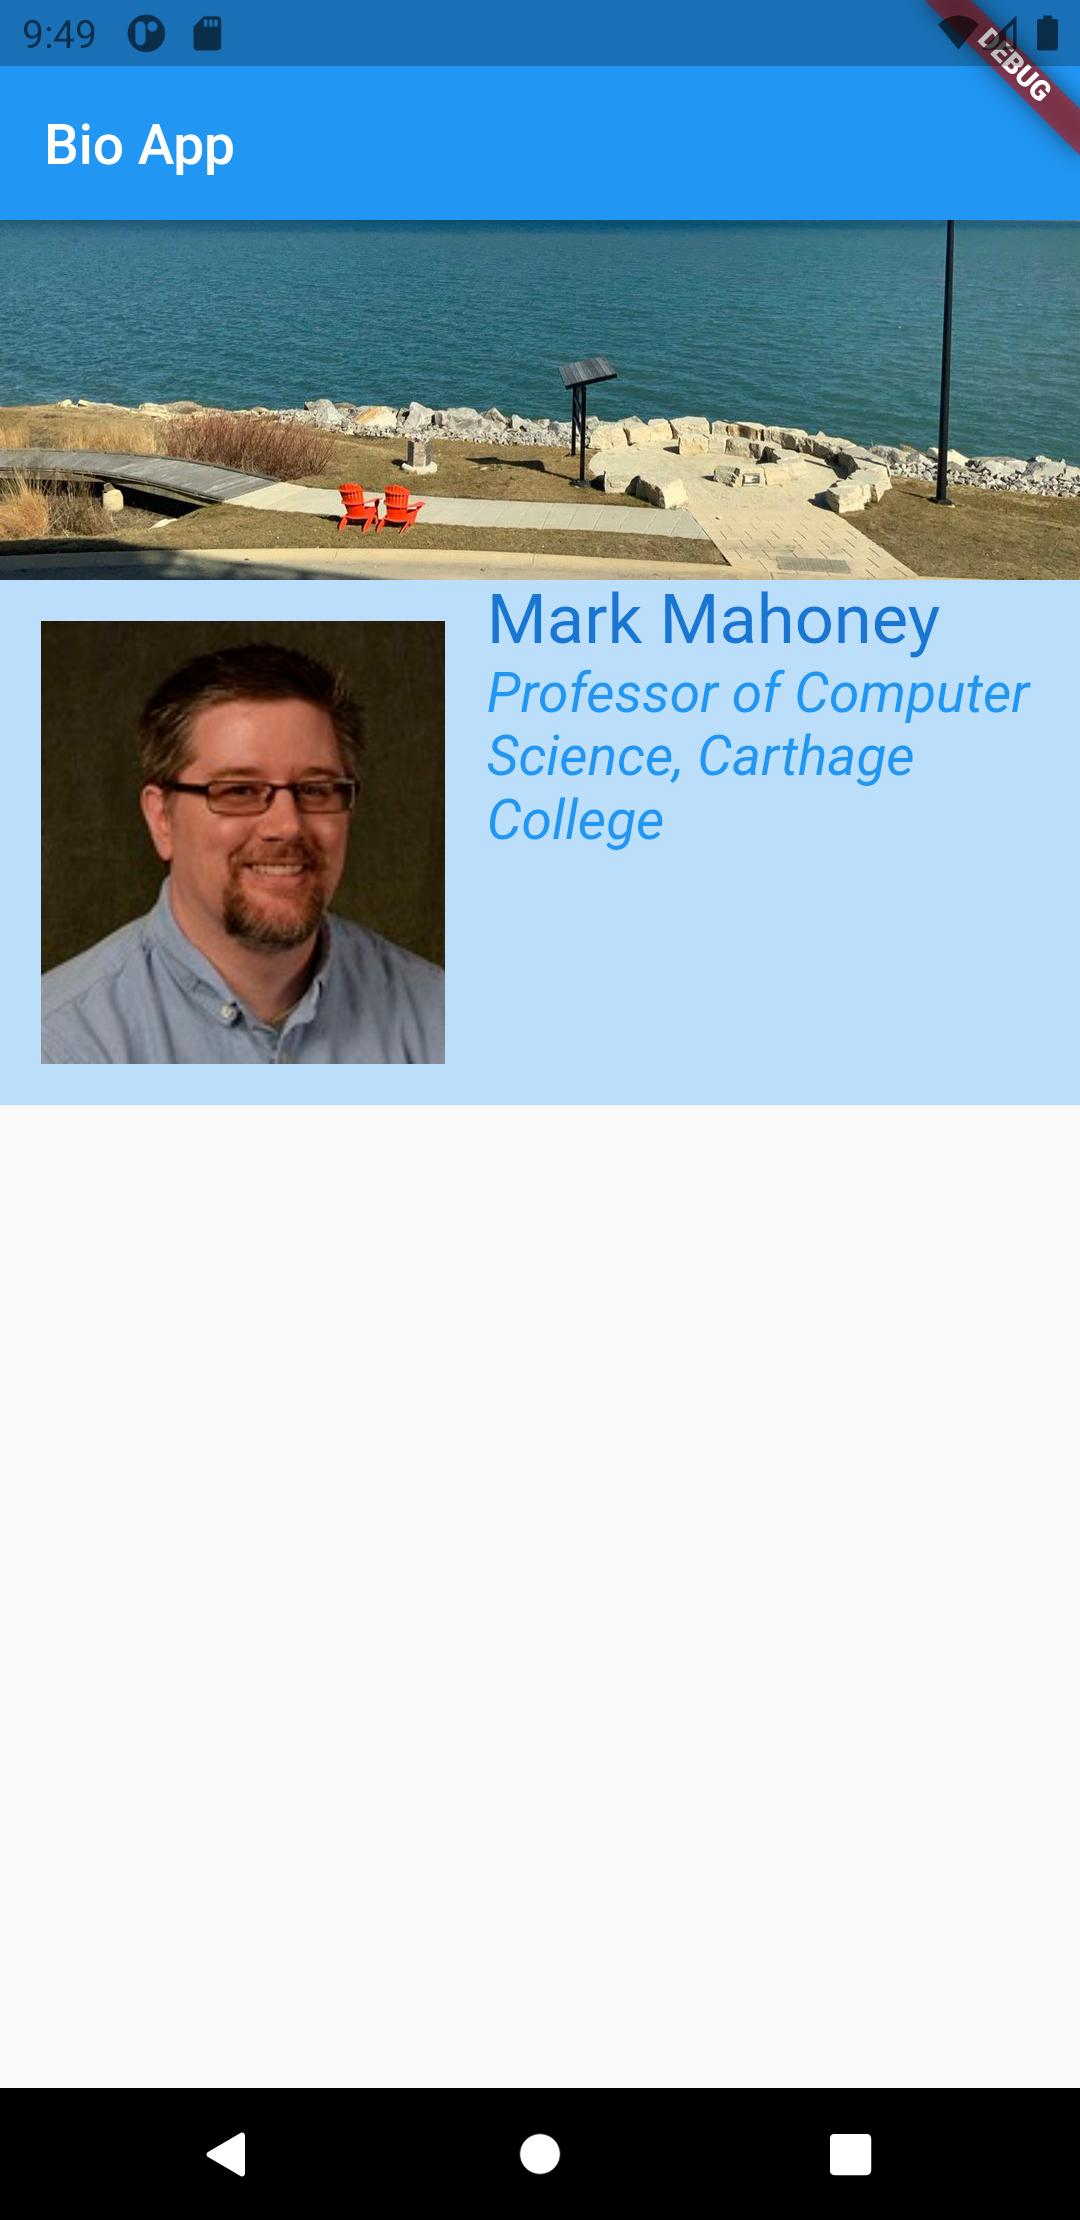 9:49
DEBUG
Bio App
Mark Mahoney
Professor of Computer
Science, Carthage
College